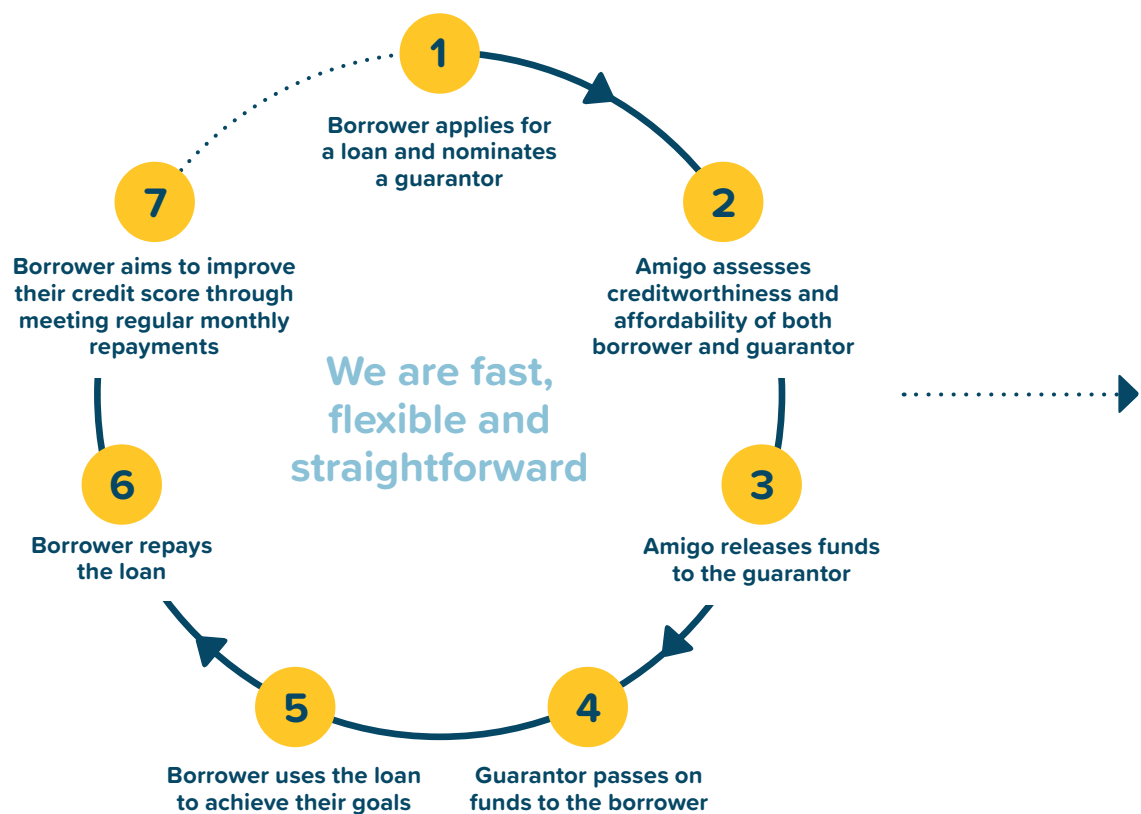 1
Borrower applies for
a loan and nominates
a guarantor
2
Amigo assesses
creditworthiness and
affordability of both
borrower and guarantor
3
Amigo releases funds
to the guarantor
4
Guarantor passes on
funds to the borrower
5
Borrower uses the loan
to achieve their goals
6
Borrower repays
the loan
7
Borrower aims to improve
their credit score through
meeting regular monthly
repayments
We are fast,
flexible and
straightforward